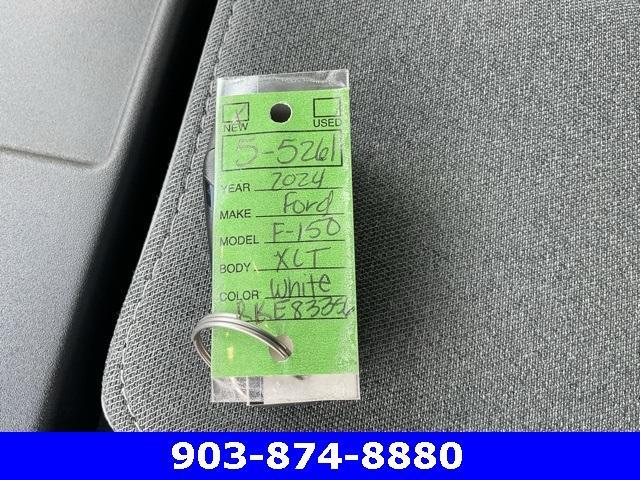 X
NEW USED
5-5261
YEAR 2024
MAKE Ford
MODEL F-150
BODY XLT
COLOR White
903-874-8880